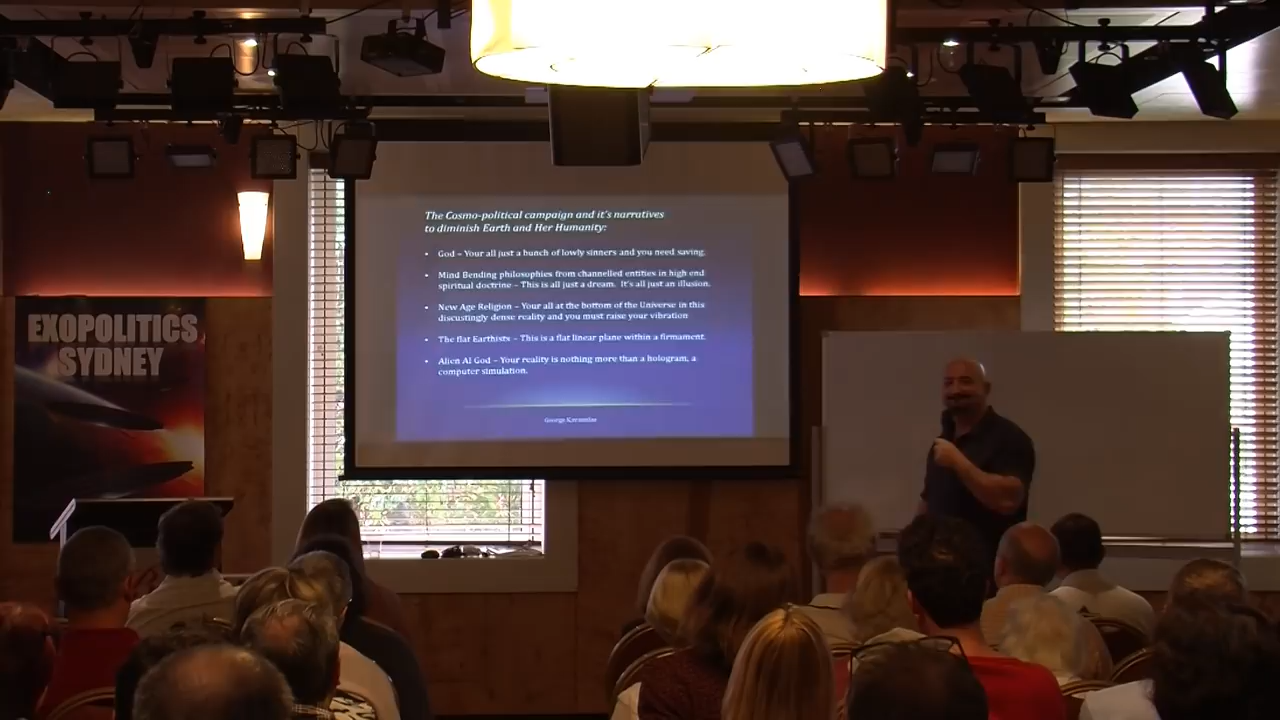 EXOPOLITICS
SYDNEY
The Cosmo-political campaign and it's narratives
to diminish Earth and Her Humanity:
• God – Your all just a bunch of lowly sinners and you need saving.
• Mind Bending philosophies from channelled entities in high end
spiritual doctrine – This is all just a dream. It's all just an illusion.
• New Age Religion – Your all at the bottom of the Universe in this
discustingly dense reality and you must raise your vibration
• The flat Earthists – This is a flat linear plane within a firmament.
• Alien AI God – Your reality is nothing more than a hologram, a
computer simulation.
George